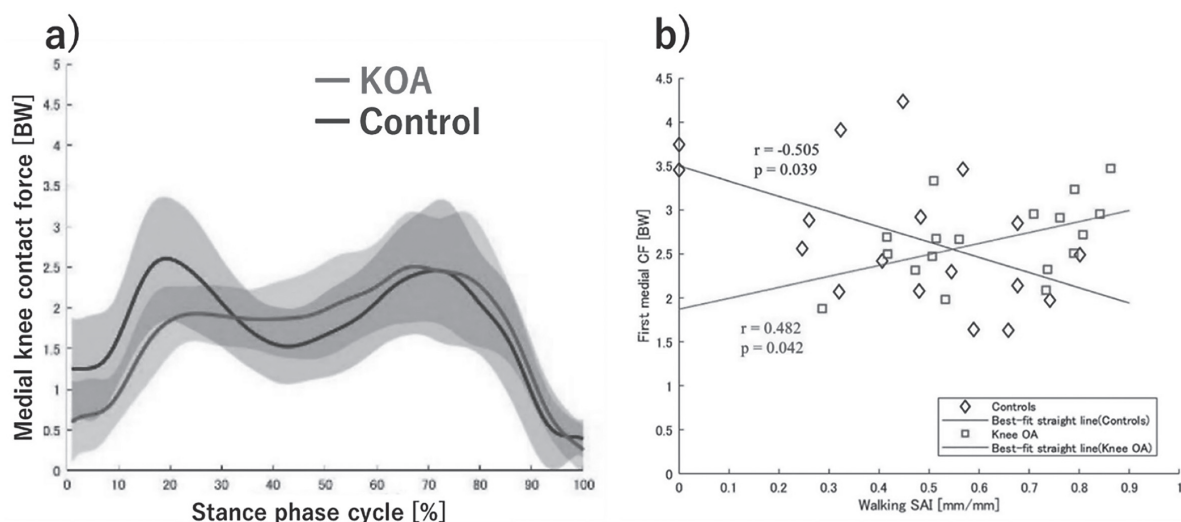 a)
KOA
Control
Medial knee contact force [BW]
5
4.5
4
3.5
3
2.5
2
1.5
1
0.5
0
0 10 20 30 40 50 60 70 80 90 100
Stance phase cycle [%]
b)
First medial CF [BW]
4.5
4
3.5
3
2.5
2
1.5
1
0.5
0
r = -0.505
p = 0.039
r = 0.482
p = 0.042
Controls
Best-fit straight line(Controls)
Knee OA
Best-fit straight line(Knee OA)
0 0.1 0.2 0.3 0.4 0.5 0.6 0.7 0.8 0.9 1
Walking SAI [mm/mm]